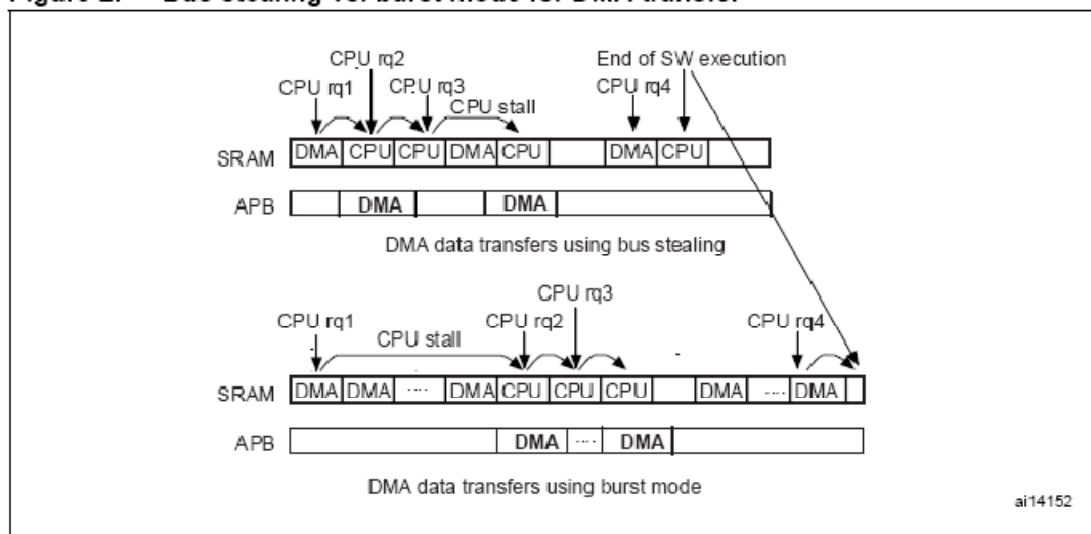 Figure 2. Bus stealing vs. burst mode for DMA transfer
CPU rq2 End of SW execution
CPU rq1 CPU rq3 CPU rq4
CPU stall
SRAM DMA CPU CPU DMA CPU DMA CPU
APB DMA DMA
DMA data transfers using bus stealing
CPU rq3
CPU rq1 CPU rq2 CPU rq4
CPU stall
SRAM DMA DMA .... DMA CPU CPU CPU DMA .... DMA
APB DMA .... DMA
DMA data transfers using burst mode
ai14152